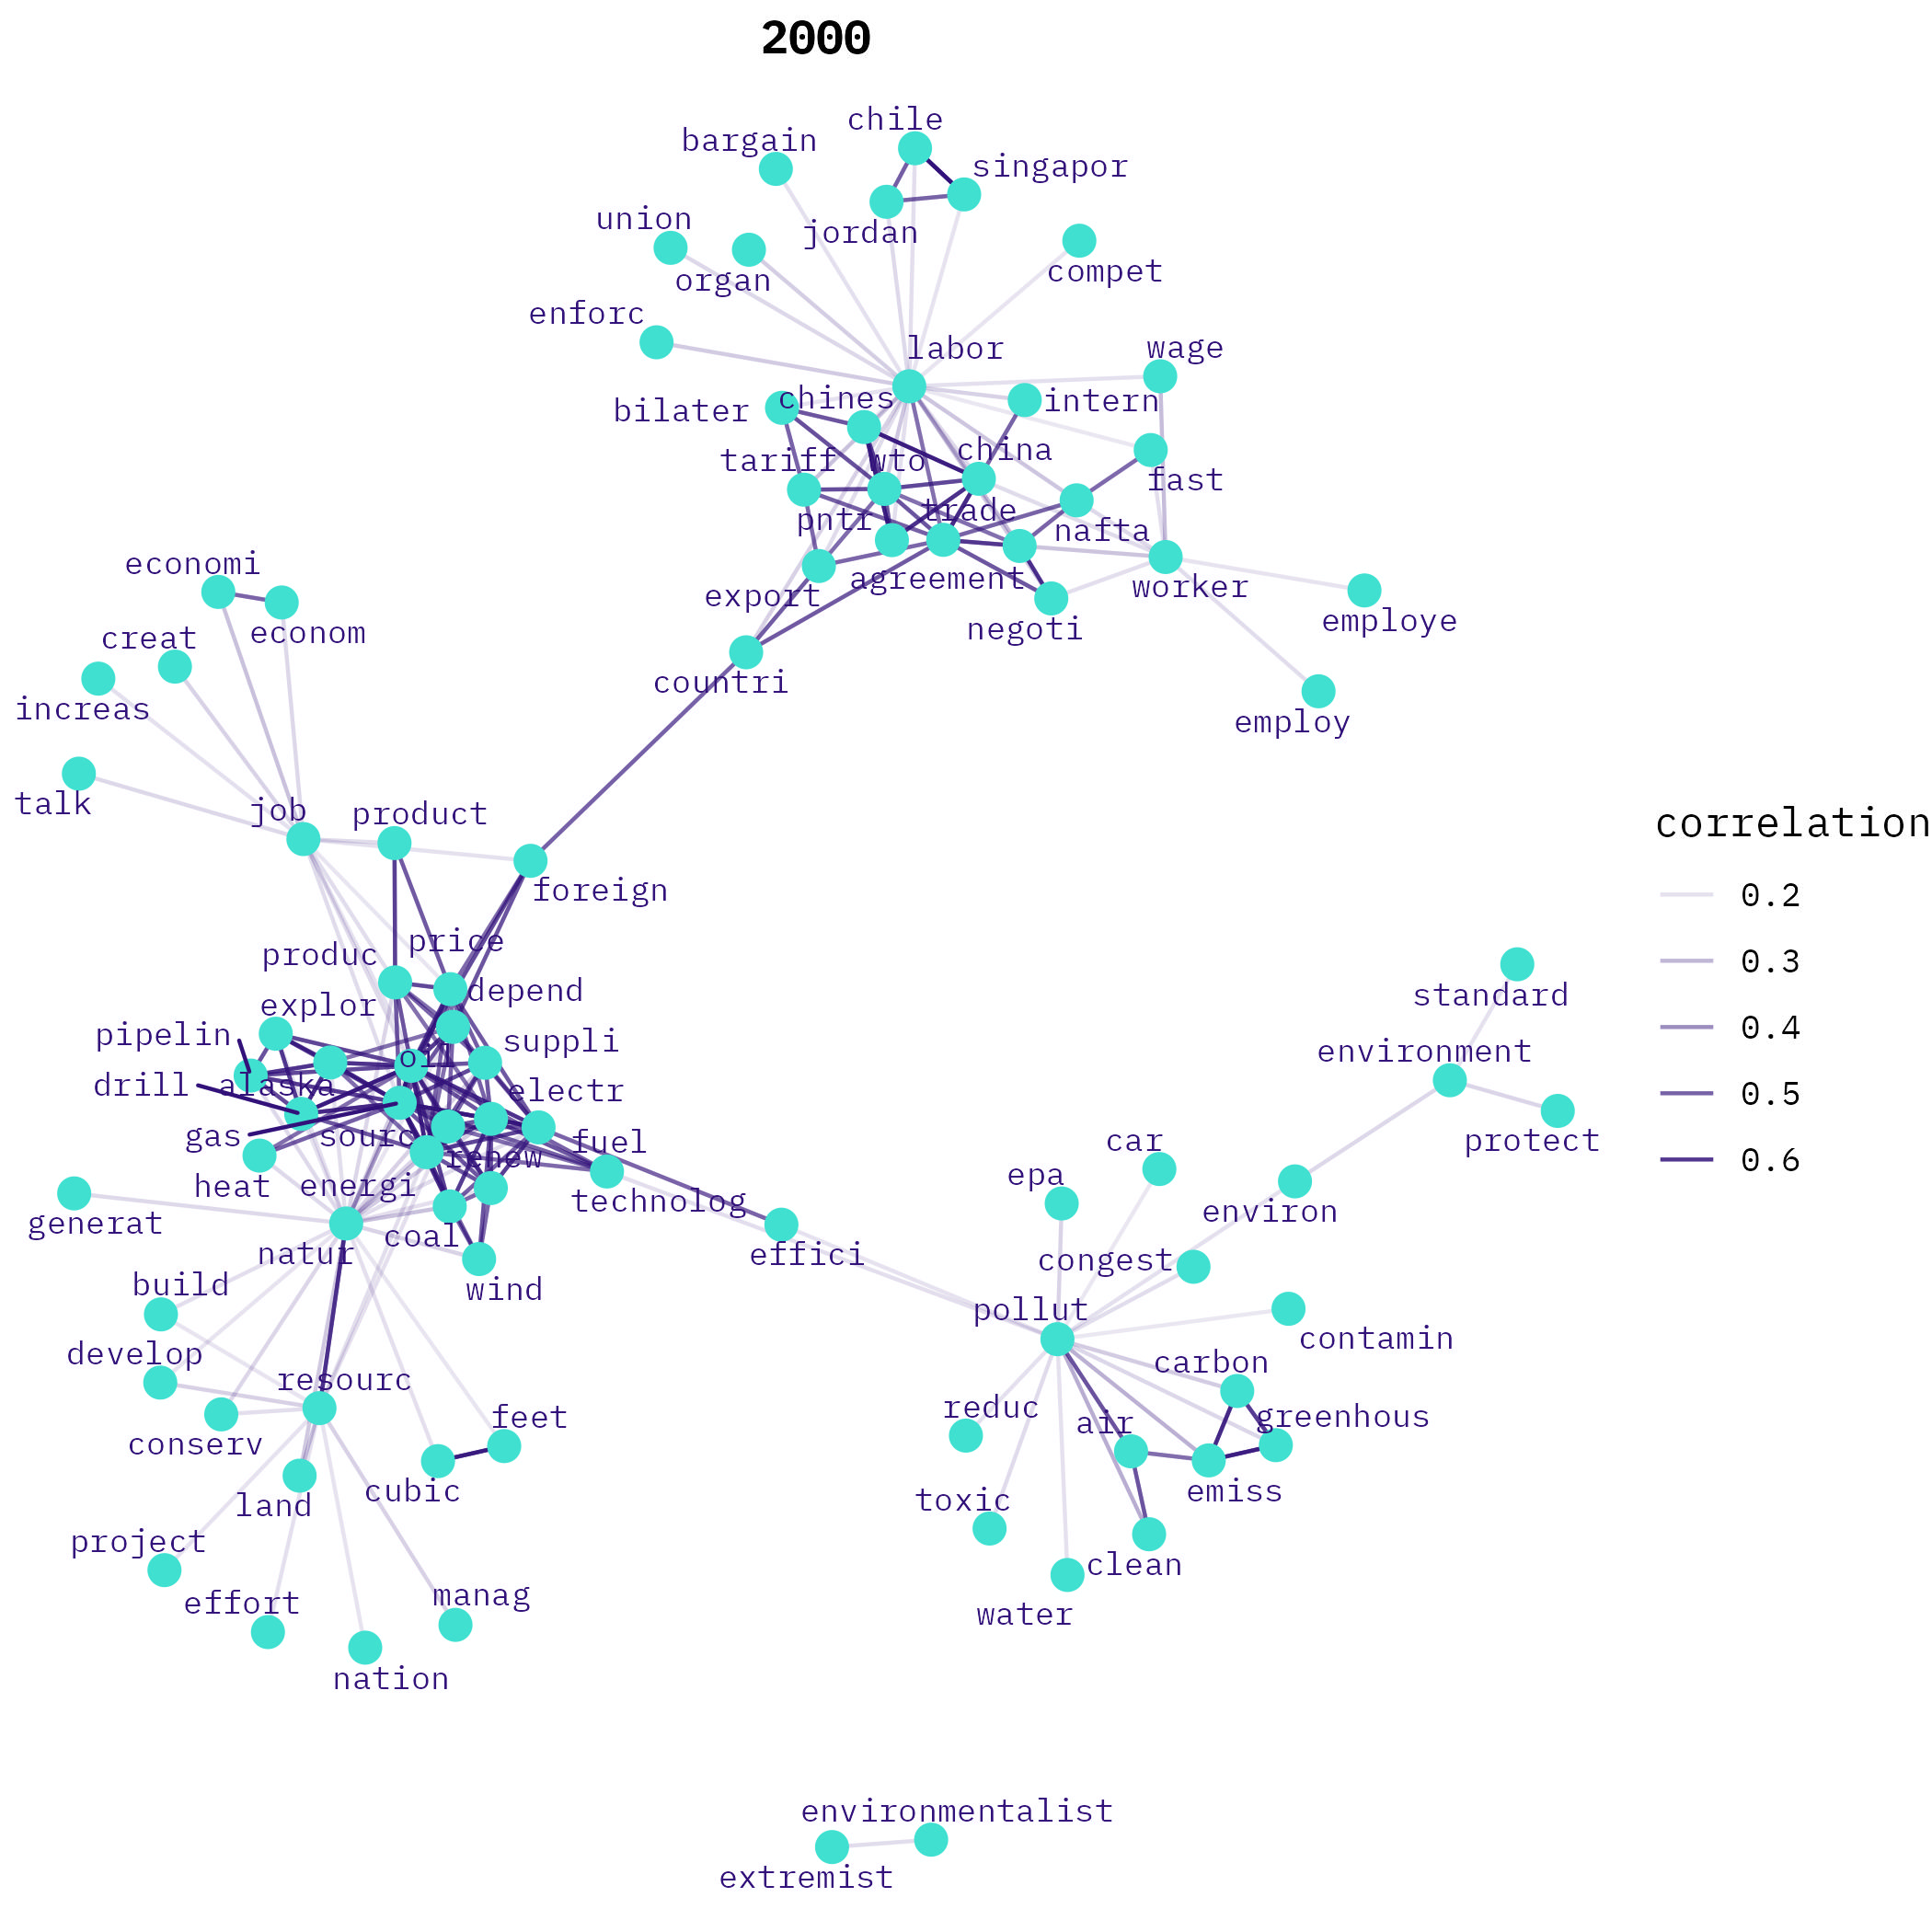 2000
chile
bargain
singapor
union
jordan
organ
compet
enforc
labor
wage
chines
intern
bilater
china
tariff
wto
fast
trade
pntr
nafta
economi
agreement
worker
export
employe
negoti
econom
creat
countri
increas
employ
talk
job
product
correlation
foreign
0.2
price
produc
0.3
depend
standard
explor
0.4
pipelin
suppli
environment
oil
drill
alaska
electr
0.5
gas
sourc
fuel
car
protect
renew
0.6
epa
heat
energi
technolog
environ
generat
coal
natur
effici
congest
build
wind
pollut
contamin
develop
carbon
resourc
reduc
feet
air
greenhous
conserv
cubic
emiss
toxic
land
project
clean
manag
effort
water
nation
environmentalist
extremist